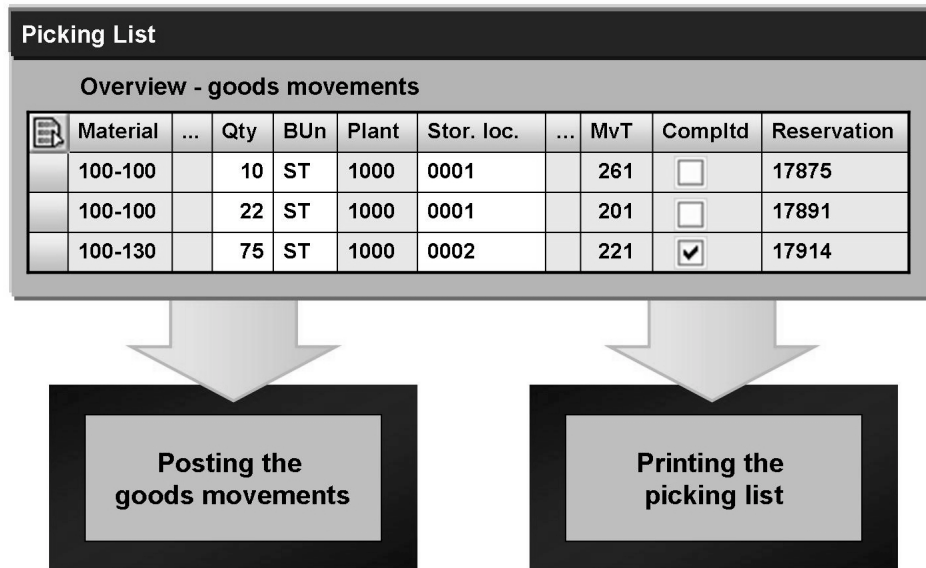 Picking List
Overview - goods movements
Material ... Qty BUn Plant Stor. loc. ... MvT Compltd Reservation
100-100 10 ST 1000 0001 261 17875
100-100 22 ST 1000 0001 201 17891
100-130 75 ST 1000 0002 221 17914
Posting the
goods movements
Printing the
picking list